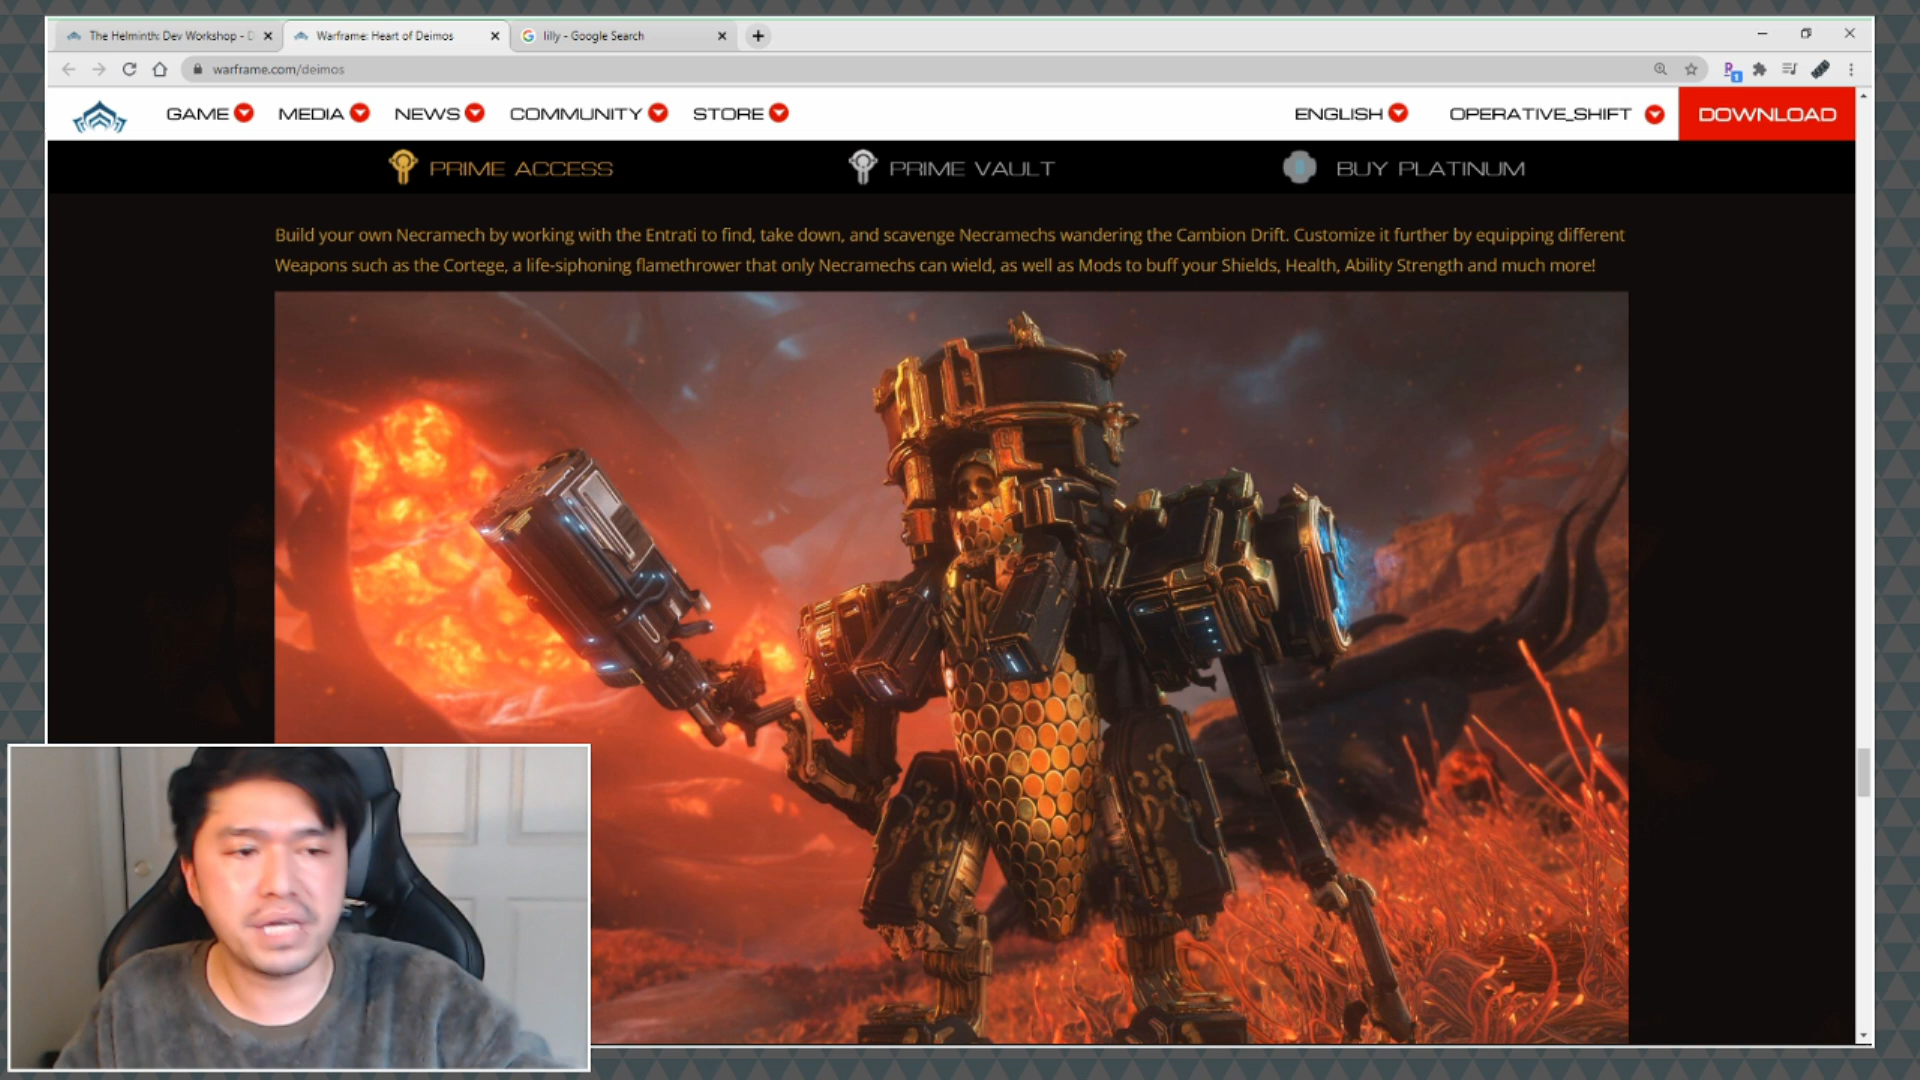 The Helminth: Dev Workshop - D
Warframe: Heart of Deimos
lilly - Google Search
warframe.com/deimos
GAME
MEDIA
NEWS
COMMUNITY
STORE
ENGLISH
OPERATIVE_SHIFT
DOWNLOAD
PRIME ACCESS
PRIME VAULT
BUY PLATINUM
Build your own Necramech by working with the Entrati to find, take down, and scavenge Necramechs wandering the Cambion Drift. Customize it further by equipping different
Weapons such as the Cortege, a life-siphoning flamethrower that only Necramechs can wield, as well as Mods to buff your Shields, Health, Ability Strength and much more!